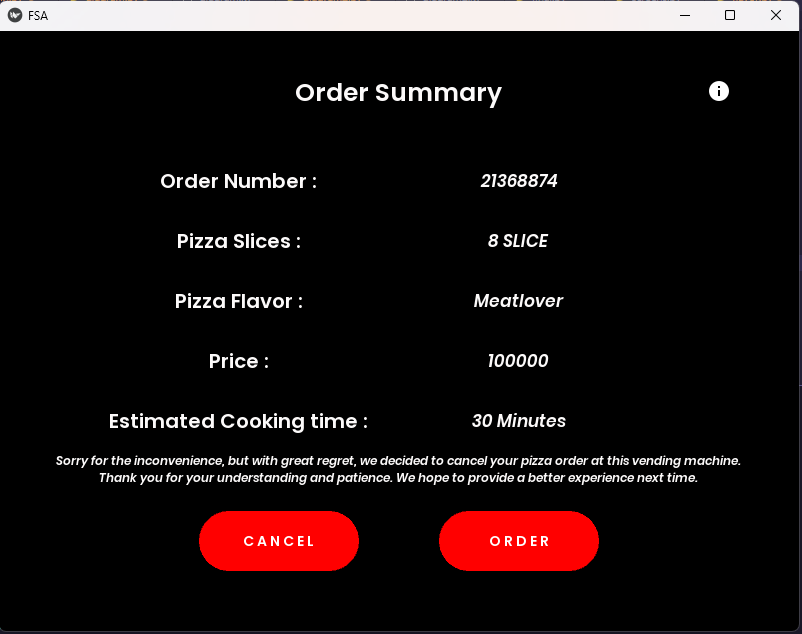 FSA
Order Summary
Order Number : 21368874
Pizza Slices : 8 SLICE
Pizza Flavor : Meatlover
Price : 100000
Estimated Cooking time : 30 Minutes
Sorry for the inconvenience, but with great regret, we decided to cancel your pizza order at this vending machine.
Thank you for your understanding and patience. We hope to provide a better experience next time.
CANCEL ORDER